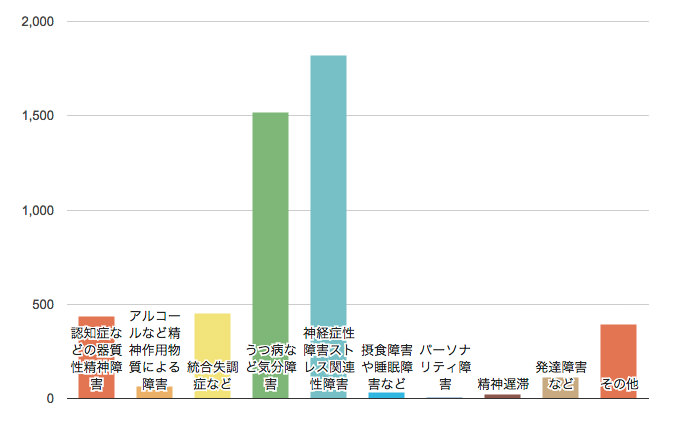 2,000
1,500
1,000
500
0
認知症な
どの器質
性精神障
害
アルコー
ルなど精
神作用物
質による
障害
統合失調
症など
うつ病な
ど気分障
害
神経症性
障害スト
レス関連
性障害
摂食障害
や睡眠障
害など
パーソナ
リティ障
害
精神遅滞
発達障害
など
その他